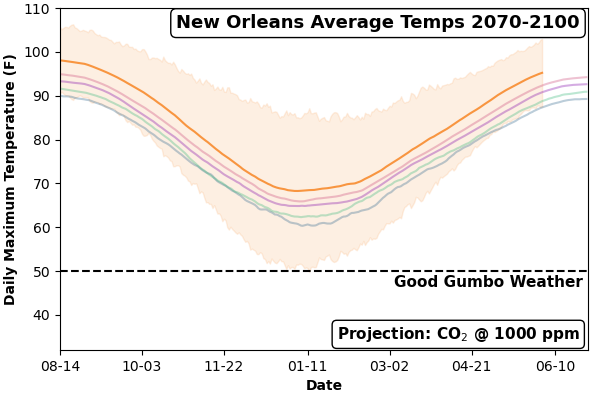 New Orleans Average Temps 2070-2100
Daily Maximum Temperature (F)
110
100
90
80
70
60
50
40
Good Gumbo Weather
Projection: CO₂ @ 1000 ppm
08-14 10-03 11-22 01-11 03-02 04-21 06-10
Date